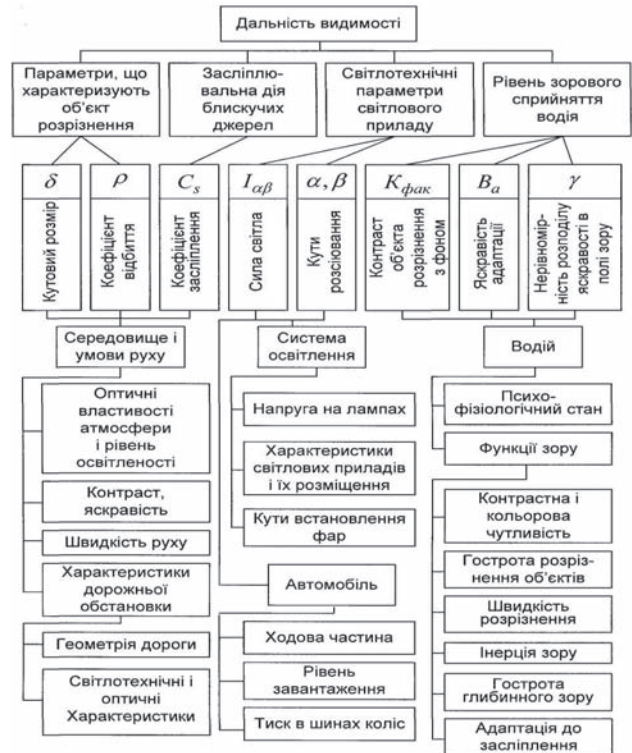 Дальність видимості
Параметри, що
характеризують
об'єкт
розрізнення
Засліплю-
вальна дія
блискучих
джерел
Світлотехнічні
параметри
світлового
приладу
Рівень зорового
сприйняття
водія
δ
Кутовий розмір
ρ
Коефіцієнт
відбиття
C_s
Коефіцієнт
засліплення
I_αβ
Сила світла
α, β
Кути
розсіювання
K_фак
Контраст
об'єкта
розрізнення
з фоном
B_a
Яскравість
адаптації
γ
Нерівномір-
ність розподілу
яскравості в
полі зору
Середовище і
умови руху
Оптичні
властивості
атмосфери
і рівень
освітленості
Контраст,
яскравість
Швидкість руху
Характеристики
дорожньої
обстановки
Геометрія дороги
Світлотехнічні і
оптичні
Характеристики
Система
освітлення
Напруга на лампах
Характеристики
світлових приладів
і їх розміщення
Кути встановлення
фар
Автомобіль
Ходова частина
Рівень
завантаження
Тиск в шинах коліс
Водій
Психо-
фізіологічний стан
Функції зору
Контрастна і
кольорова
чутливість
Гострота розріз-
нення об'єктів
Швидкість
розрізнення
Інерція зору
Гострота
глибинного зору
Адаптація до
засліплення